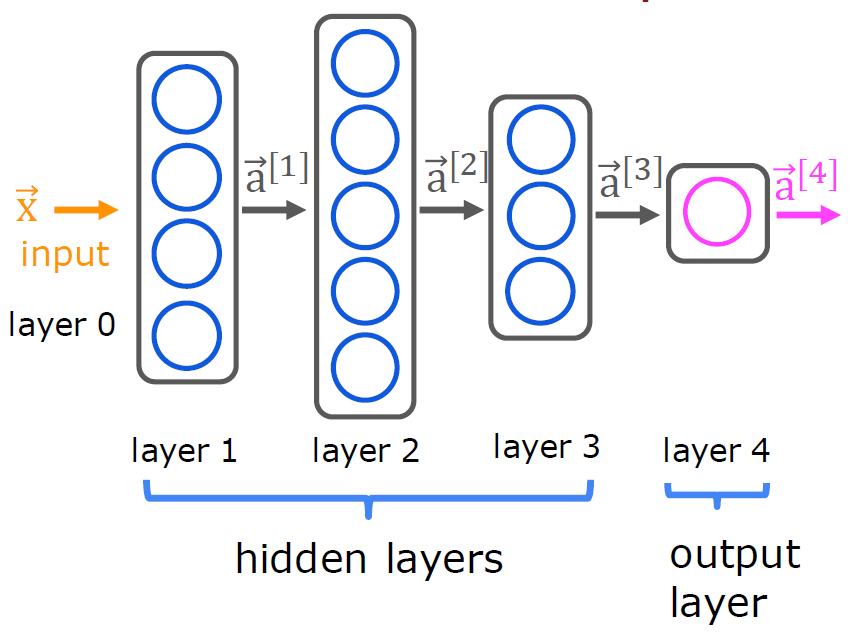 x⃗
input
layer 0
a⃗[1]
a⃗[2]
a⃗[3]
a⃗[4]
layer 1
layer 2
layer 3
layer 4
hidden layers
output
layer